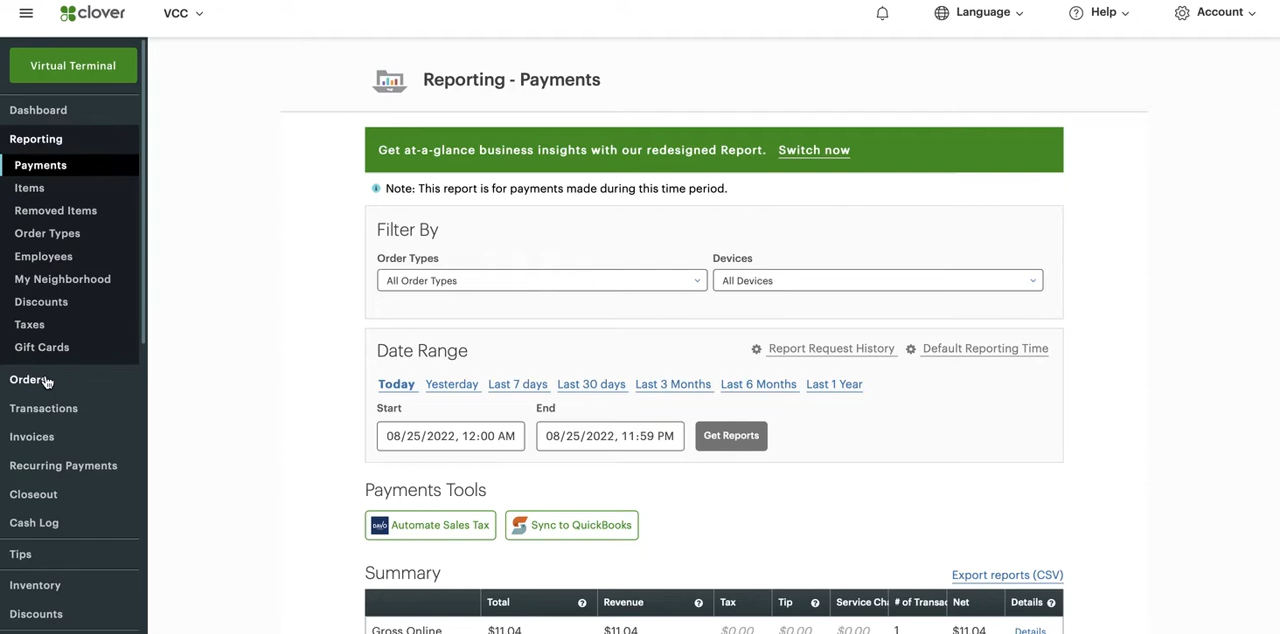 clover
VCC
Language
Help
Account
Virtual Terminal
Dashboard
Reporting
Payments
Items
Removed Items
Order Types
Employees
My Neighborhood
Discounts
Taxes
Gift Cards
Orders
Transactions
Invoices
Recurring Payments
Closeout
Cash Log
Tips
Inventory
Discounts
Reporting - Payments
Get at-a-glance business insights with our redesigned Report. Switch now
Note: This report is for payments made during this time period.
Filter By
Order Types
Devices
All Order Types
All Devices
Date Range
Report Request History
Default Reporting Time
Today Yesterday Last 7 days Last 30 days Last 3 Months Last 6 Months Last 1 Year
Start
End
08/25/2022, 12:00 AM
08/25/2022, 11:59 PM
Get Reports
Payments Tools
DAVO Automate Sales Tax
Sync to QuickBooks
Summary
Export reports (CSV)
Total Revenue Tax Tip Service Cha # of Transac Net Details
Gross Online $11.04 $11.04 $0.00 $0.00 $0.00 1 $11.04 Details